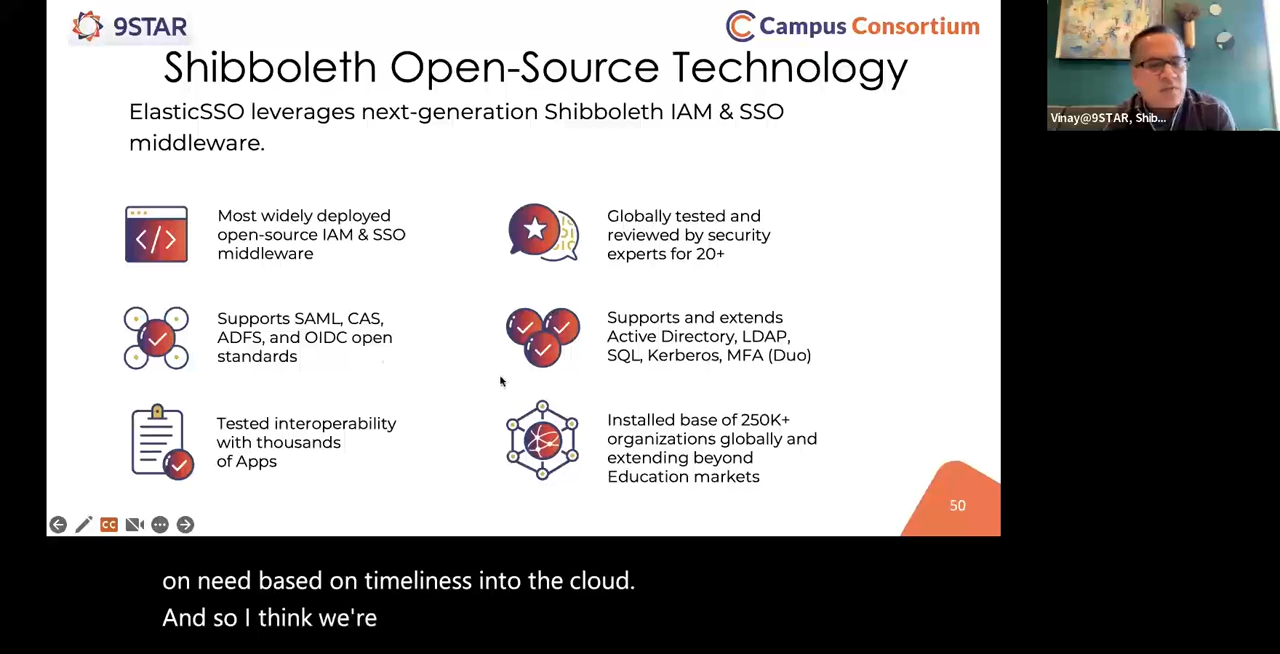 9STAR
Campus Consortium
Shibboleth Open-Source Technology
ElasticSSO leverages next-generation Shibboleth IAM & SSO
middleware.
Most widely deployed
open-source IAM & SSO
middleware
Globally tested and
reviewed by security
experts for 20+
Supports SAML, CAS,
ADFS, and OIDC open
standards
Supports and extends
Active Directory, LDAP,
SQL, Kerberos, MFA (Duo)
Tested interoperability
with thousands
of Apps
Installed base of 250K+
organizations globally and
extending beyond
Education markets
50
CC
Vinay@9STAR, Shib...
on need based on timeliness into the cloud.
And so I think we're